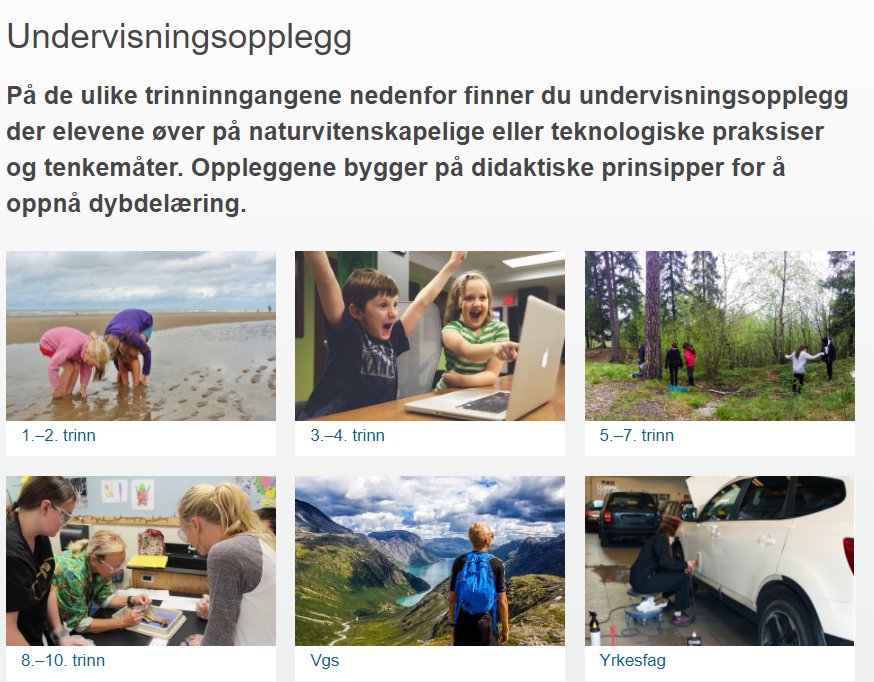 Undervisningsopplegg
På de ulike trinninngangene nedenfor finner du undervisningsopplegg
der elevene øver på naturvitenskapelige eller teknologiske praksiser
og tenkemåter. Oppleggene bygger på didaktiske prinsipper for å
oppnå dybdelæring.
1.–2. trinn
3.–4. trinn
5.–7. trinn
8.–10. trinn
Vgs
Yrkesfag